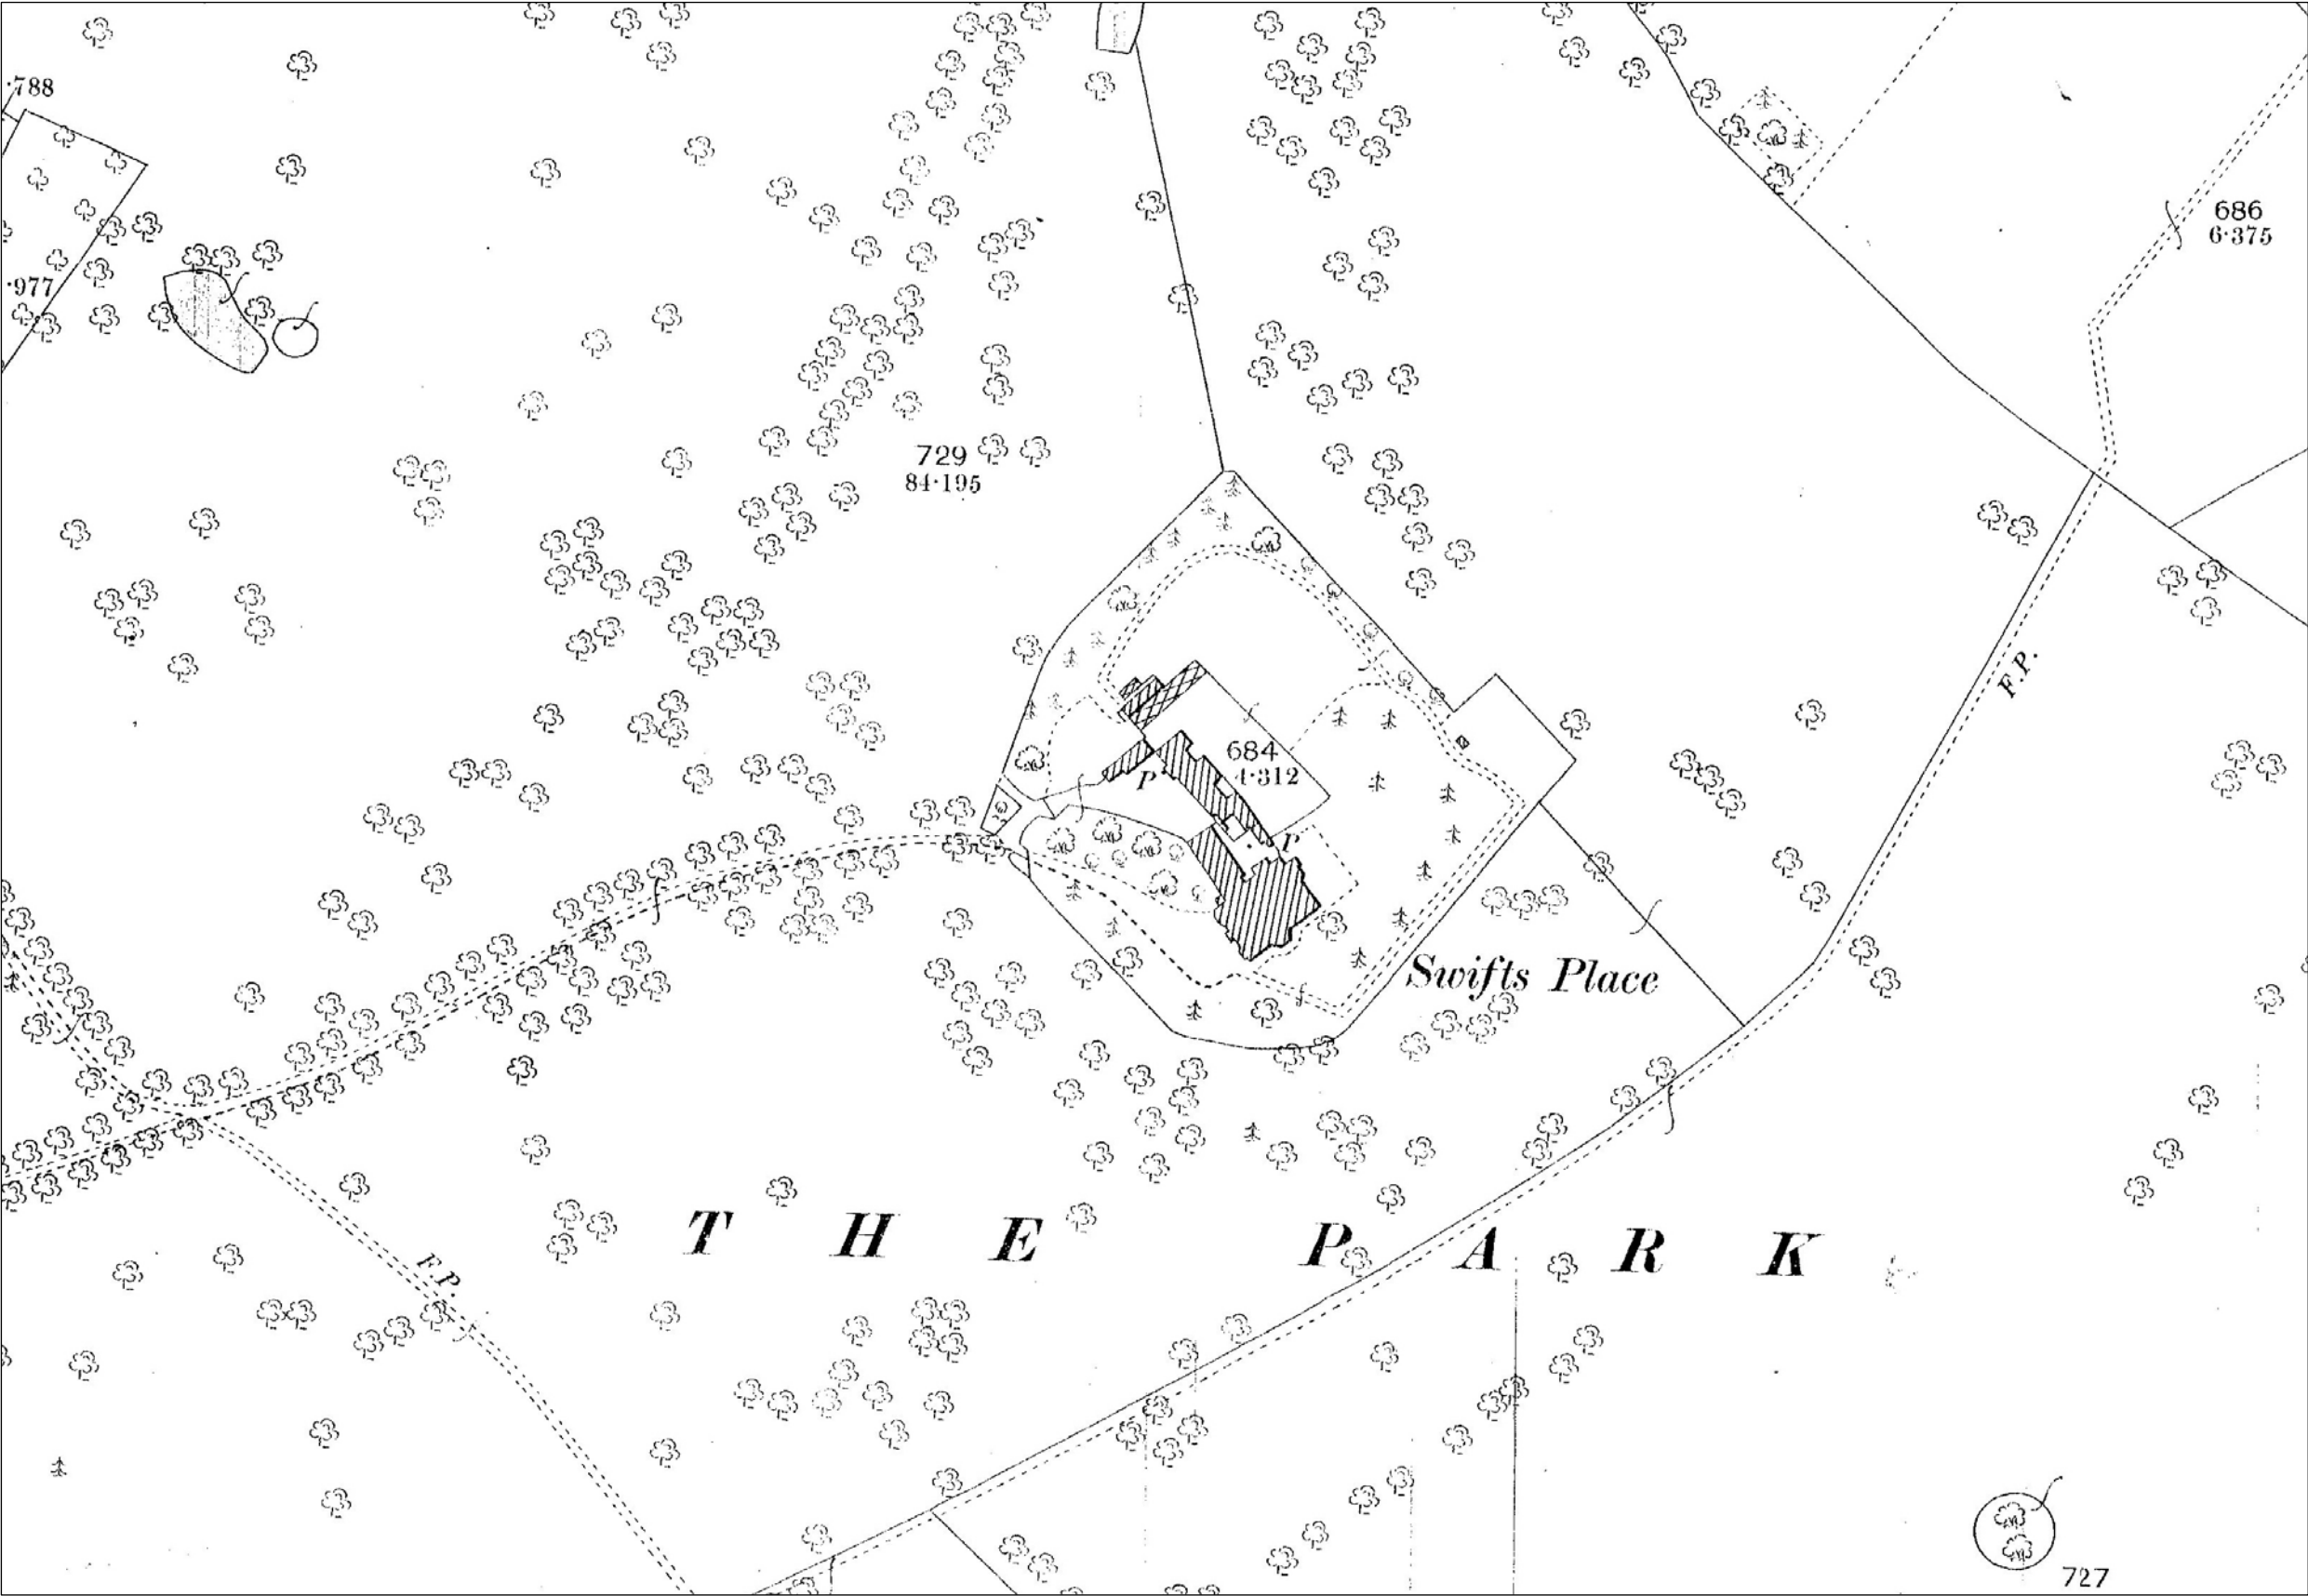 ·788
686
6·375
·977
729
84·195
F.P.
684
4·312
P
P
Swifts Place
THE PARK
F.P.
727